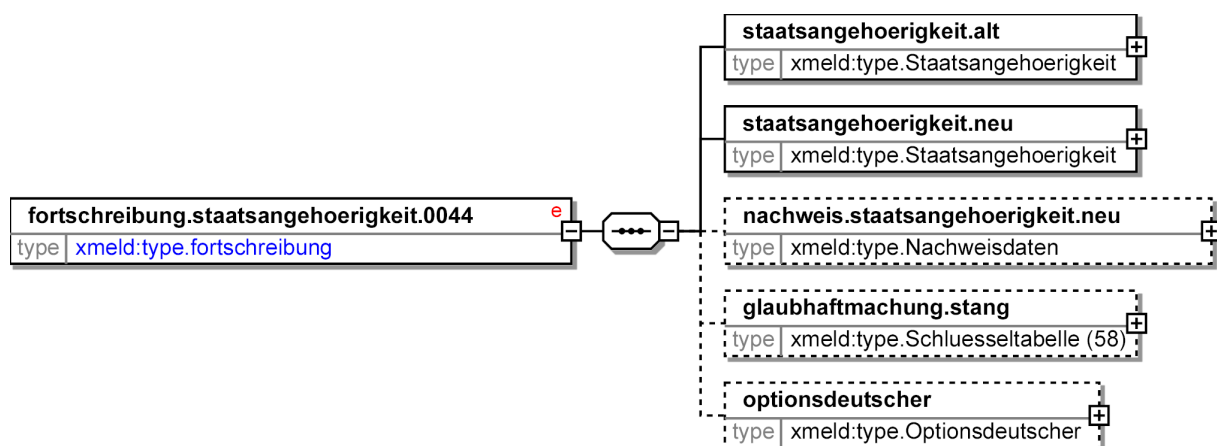 staatsangehoerigkeit.alt
type xmeld:type.Staatsangehoerigkeit
staatsangehoerigkeit.neu
type xmeld:type.Staatsangehoerigkeit
fortschreibung.staatsangehoerigkeit.0044 e
type xmeld:type.fortschreibung
nachweis.staatsangehoerigkeit.neu
type xmeld:type.Nachweisdaten
glaubhaftmachung.stang
type xmeld:type.Schluesseltabelle (58)
optionsdeutscher
type xmeld:type.Optionsdeutscher